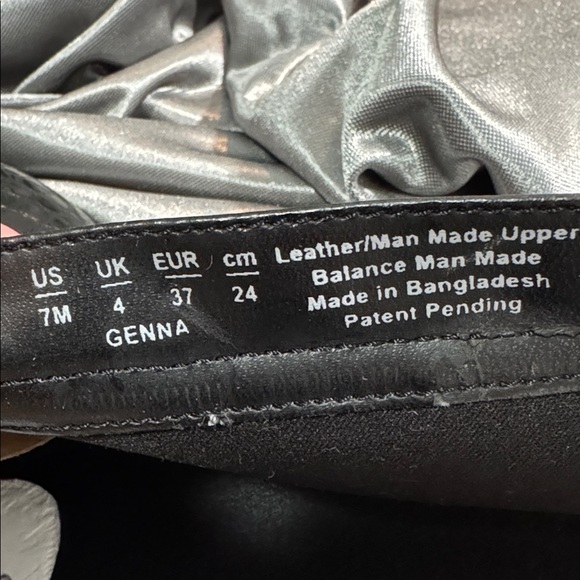 US UK EUR cm
7M 4 37 24
GENNA
Leather/Man Made Upper
Balance Man Made
Made in Bangladesh
Patent Pending